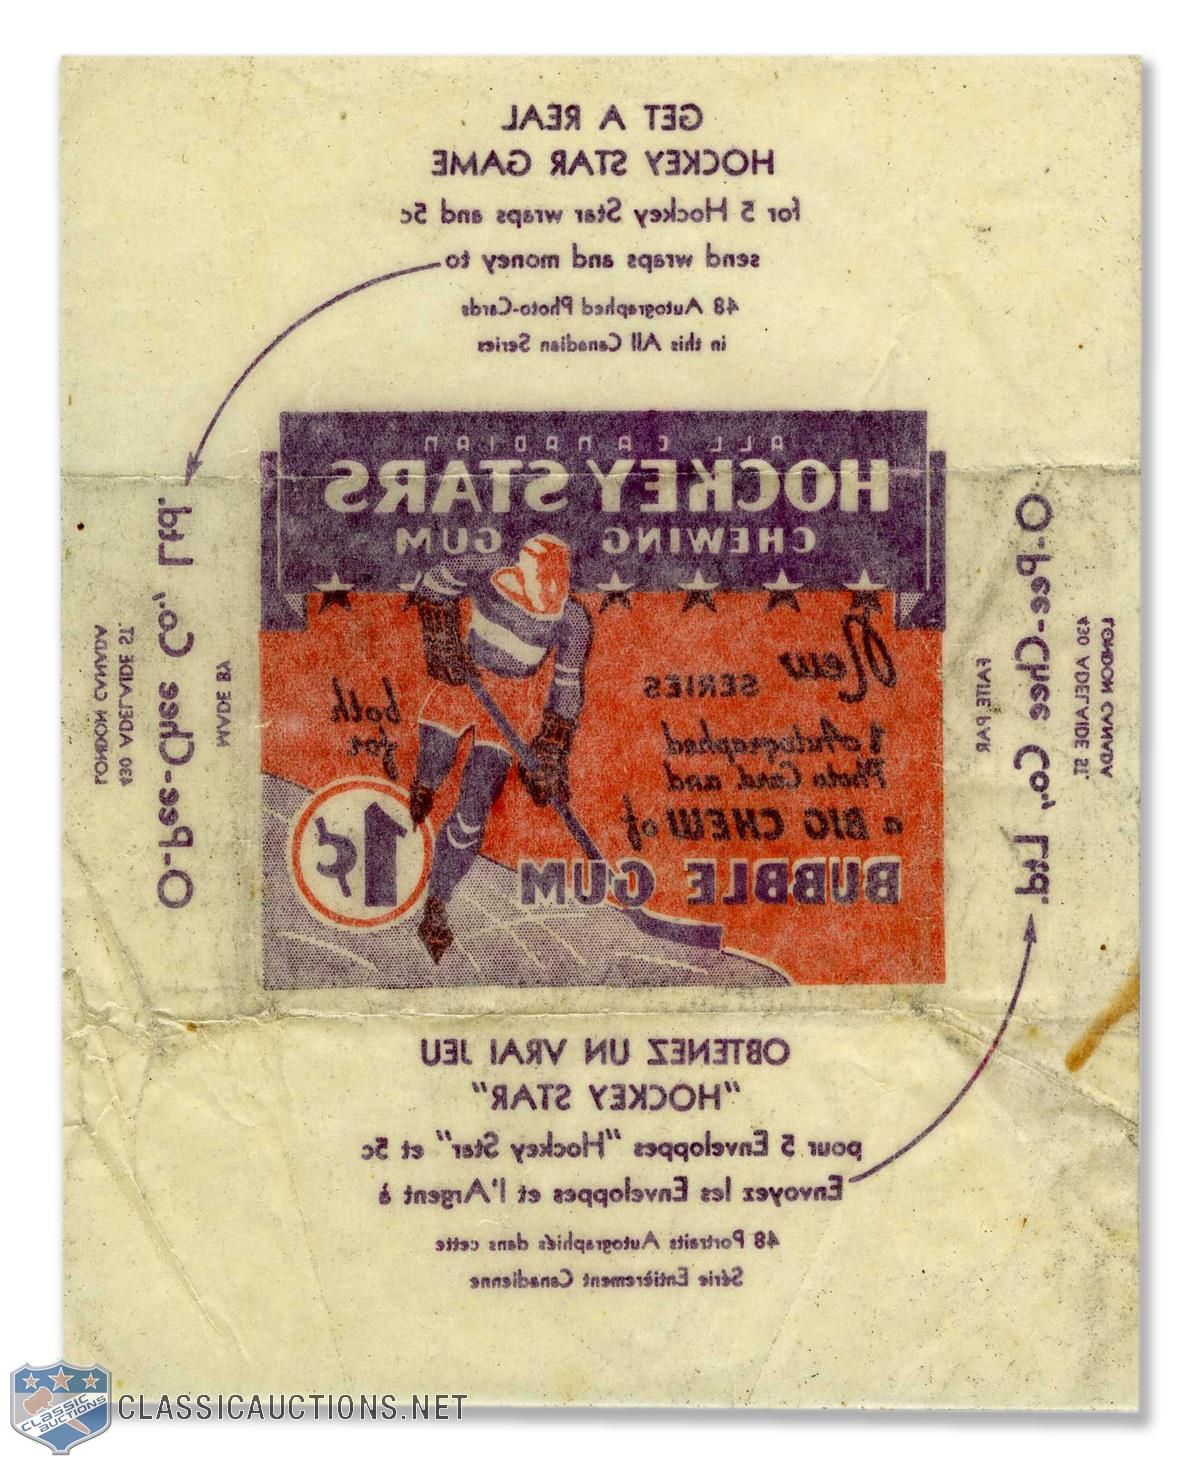 GET A REAL
HOCKEY STAR GAME
for 5 Hockey Star wraps and 5c
send wraps and money to
48 Autographed Photo-Cards
in this All Canadian Series
ALL CANADIAN
HOCKEY STARS
CHEWING GUM
New
SERIES
1 Autographed
Photo Card and
a BIG CHEW of
BUBBLE GUM
both
for
1¢
MADE BY
O-Pee-Chee Co., Ltd.
430 ADELAIDE ST.
LONDON CANADA
FAITE PAR
O-Pee-Chee Co., Ltd.
430 ADELAIDE ST.
LONDON CANADA
OBTENEZ UN VRAI JEU
"HOCKEY STAR"
pour 5 Enveloppes "Hockey Star" et 5c
Envoyez les Enveloppes et l'Argent à
48 Portraits Autographiés dans cette
Série Entièrement Canadienne
CLASSIC
AUCTIONS
CLASSICAUCTIONS.NET